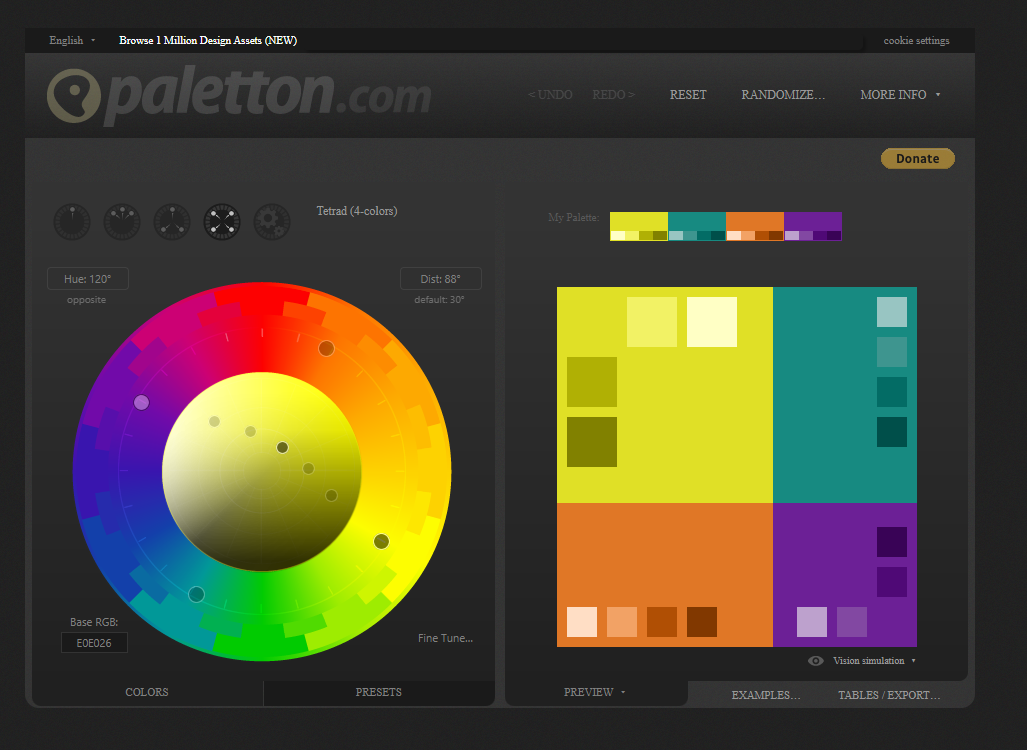 English
Browse 1 Million Design Assets (NEW)
cookie settings
paletton.com
< UNDO
REDO >
RESET
RANDOMIZE...
MORE INFO
Donate
Tetrad (4-colors)
My Palette:
Hue: 120°
opposite
Dist: 88°
default: 30°
Base RGB:
E0E026
Fine Tune...
Vision simulation
COLORS
PRESETS
PREVIEW
EXAMPLES...
TABLES / EXPORT...